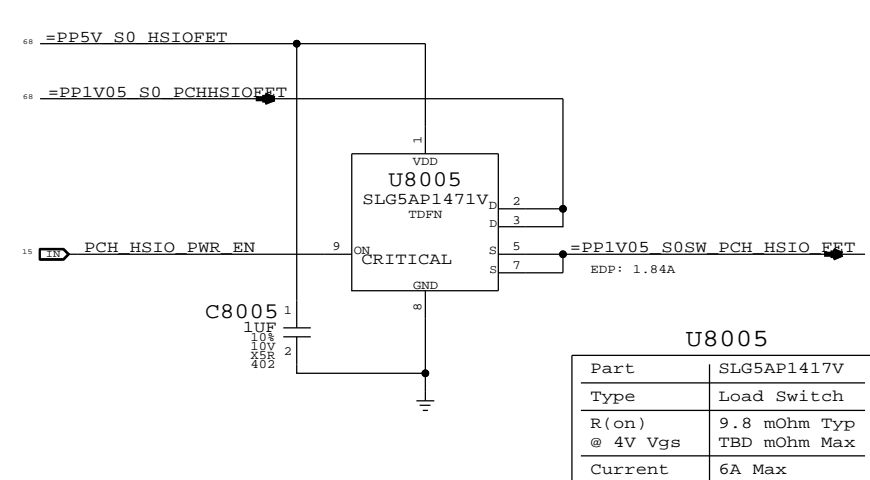 68 =PP5V_S0_HSIOFET
68 =PP1V05_S0_PCHHSIOFET
1
VDD
U8005
SLG5AP1471V
TDFN
D 2
D 3
15 IN PCH_HSIO_PWR_EN 9 ON
S 5 =PP1V05_S0SW_PCH_HSIO_FET
CRITICAL
S 7
EDP: 1.84A
GND
8
C8005 1
1UF
10%
10V
X5R
402
2
U8005
Part SLG5AP1417V
Type Load Switch
R(on) 9.8 mOhm Typ
@ 4V Vgs TBD mOhm Max
Current 6A Max